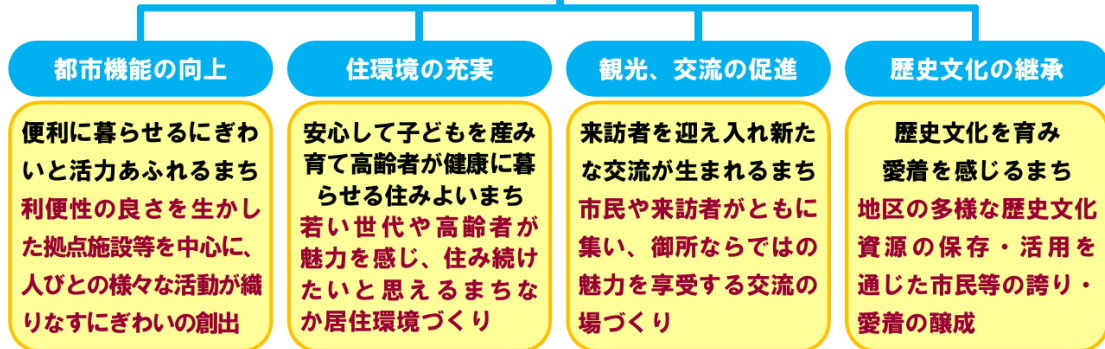 都市機能の向上
便利に暮らせるにぎわ
いと活力あふれるまち
利便性の良さを生かし
た拠点施設等を中心に、
人びとの様々な活動が織
りなすにぎわいの創出
住環境の充実
安心して子どもを産み
育て高齢者が健康に暮
らせる住みよいまち
若い世代や高齢者が
魅力を感じ、住み続け
たいと思えるまちな
か居住環境づくり
観光、交流の促進
来訪者を迎え入れ新た
な交流が生まれるまち
市民や来訪者がともに
集い、御所ならではの
魅力を享受する交流の
場づくり
歴史文化の継承
歴史文化を育み
愛着を感じるまち
地区の多様な歴史文化
資源の保存・活用を
通じた市民等の誇り・
愛着の醸成